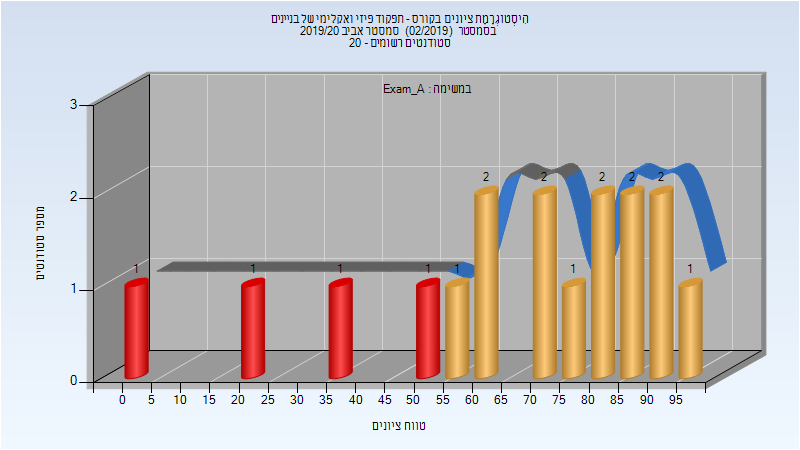 היסטוגרמת ציונים בקורס - תפקוד פיזי ואקלימי של בניינים
בסמסטר (02/2019) סמסטר אביב 2019/20
סטודנטים רשומים - 20
במשימה : Exam_A
מספר סטודנטים
3
2
1
0
1 1 1 1 1 2 2 1 2 2 2 1
0 5 10 15 20 25 30 35 40 45 50 55 60 65 70 75 80 85 90 95
טווח ציונים